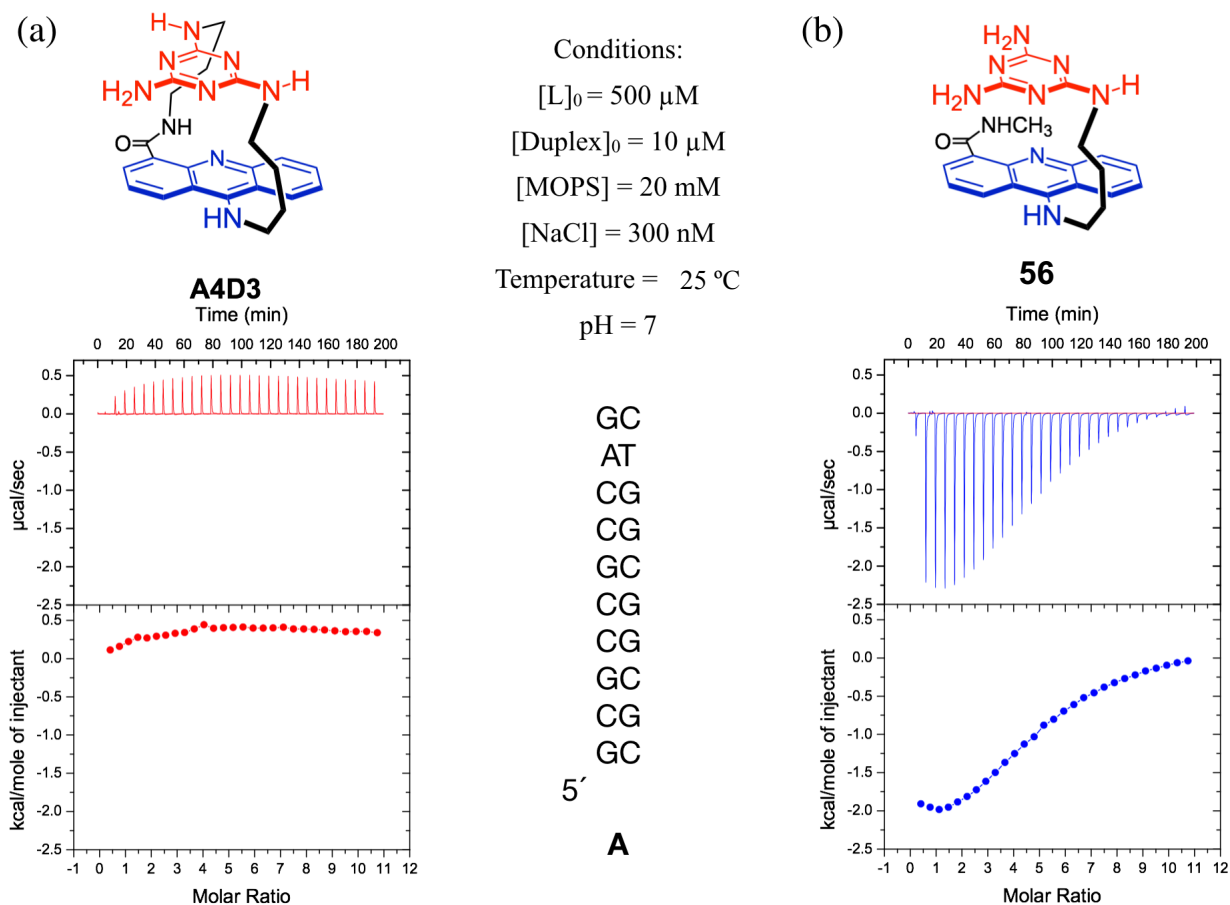 (a)
H
N
N
N
N
H2N
N
H
NH
O
N
HN
A4D3
Time (min)
0 20 40 60 80 100 120 140 160 180 200
0.5
0.0
-0.5
-1.0
-1.5
-2.0
-2.5
µcal/sec
0.5
0.0
-0.5
-1.0
-1.5
-2.0
-2.5
kcal/mole of injectant
-1 0 1 2 3 4 5 6 7 8 9 10 11 12
Molar Ratio
Conditions:
[L]₀ = 500 µM
[Duplex]₀ = 10 µM
[MOPS] = 20 mM
[NaCl] = 300 nM
Temperature = 25 ºC
pH = 7
GC
AT
CG
CG
GC
CG
CG
GC
CG
GC
5´
A
(b)
H2N
N
N
N
H2N
N
H
NHCH3
O
N
HN
56
Time (min)
0 20 40 60 80 100 120 140 160 180 200
0.5
0.0
-0.5
-1.0
-1.5
-2.0
-2.5
µcal/sec
0.5
0.0
-0.5
-1.0
-1.5
-2.0
-2.5
kcal/mole of injectant
-1 0 1 2 3 4 5 6 7 8 9 10 11 12
Molar Ratio